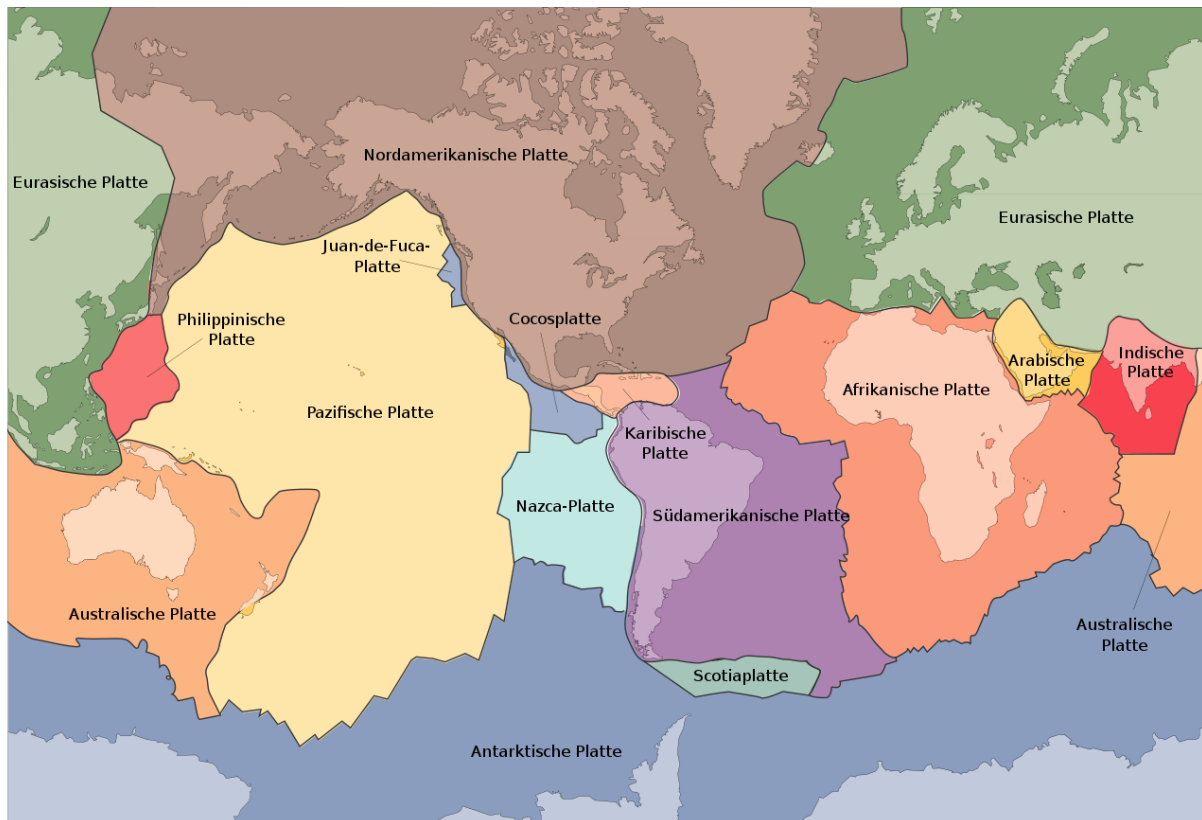 Nordamerikanische Platte
Eurasische Platte
Eurasische Platte
Juan-de-Fuca-
Platte
Philippinische
Platte
Cocosplatte
Arabische
Platte
Indische
Platte
Afrikanische Platte
Pazifische Platte
Karibische
Platte
Nazca-Platte
Südamerikanische Platte
Australische Platte
Australische
Platte
Scotiaplatte
Antarktische Platte